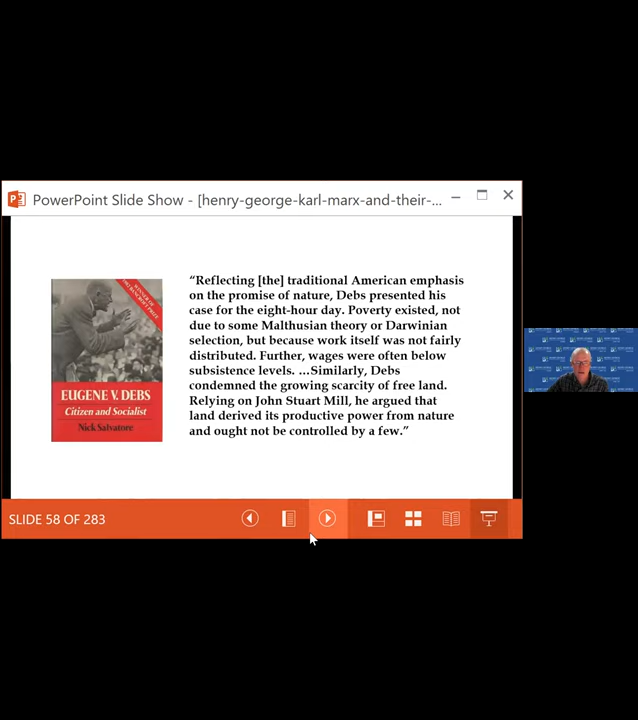 PowerPoint Slide Show - [henry-george-karl-marx-and-their-...
WINNER OF
BANCROFT PRIZE
EUGENE V. DEBS
Citizen and Socialist
Nick Salvatore
“Reflecting [the] traditional American emphasis
on the promise of nature, Debs presented his
case for the eight-hour day. Poverty existed, not
due to some Malthusian theory or Darwinian
selection, but because work itself was not fairly
distributed. Further, wages were often below
subsistence levels. …Similarly, Debs
condemned the growing scarcity of free land.
Relying on John Stuart Mill, he argued that
land derived its productive power from nature
and ought not be controlled by a few.”
SLIDE 58 OF 283